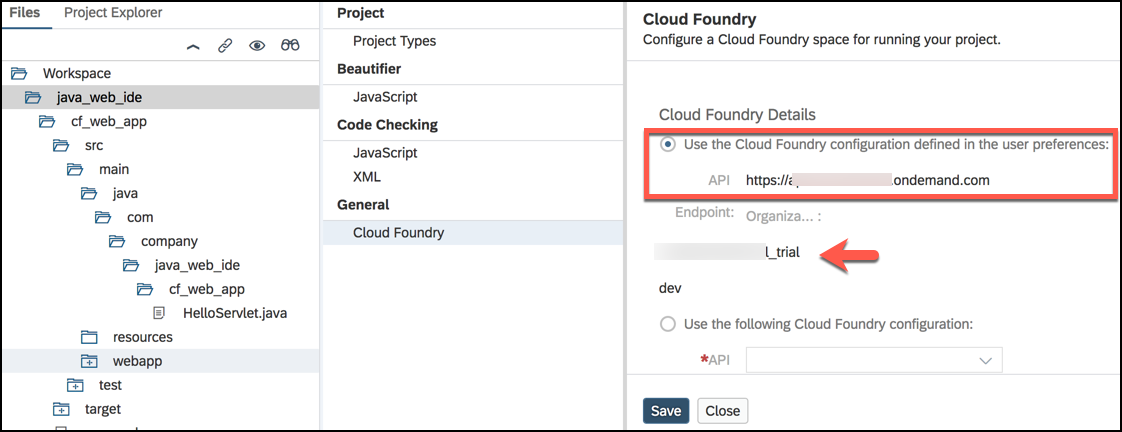 Files Project Explorer
Workspace
java_web_ide
cf_web_app
src
main
java
com
company
java_web_ide
cf_web_app
HelloServlet.java
resources
webapp
test
target
Project
Project Types
Beautifier
JavaScript
Code Checking
JavaScript
XML
General
Cloud Foundry
Cloud Foundry
Configure a Cloud Foundry space for running your project.
Cloud Foundry Details
Use the Cloud Foundry configuration defined in the user preferences:
API https:// .ondemand.com
Endpoint: Organiza... :
l_trial
dev
Use the following Cloud Foundry configuration:
*API
Save Close